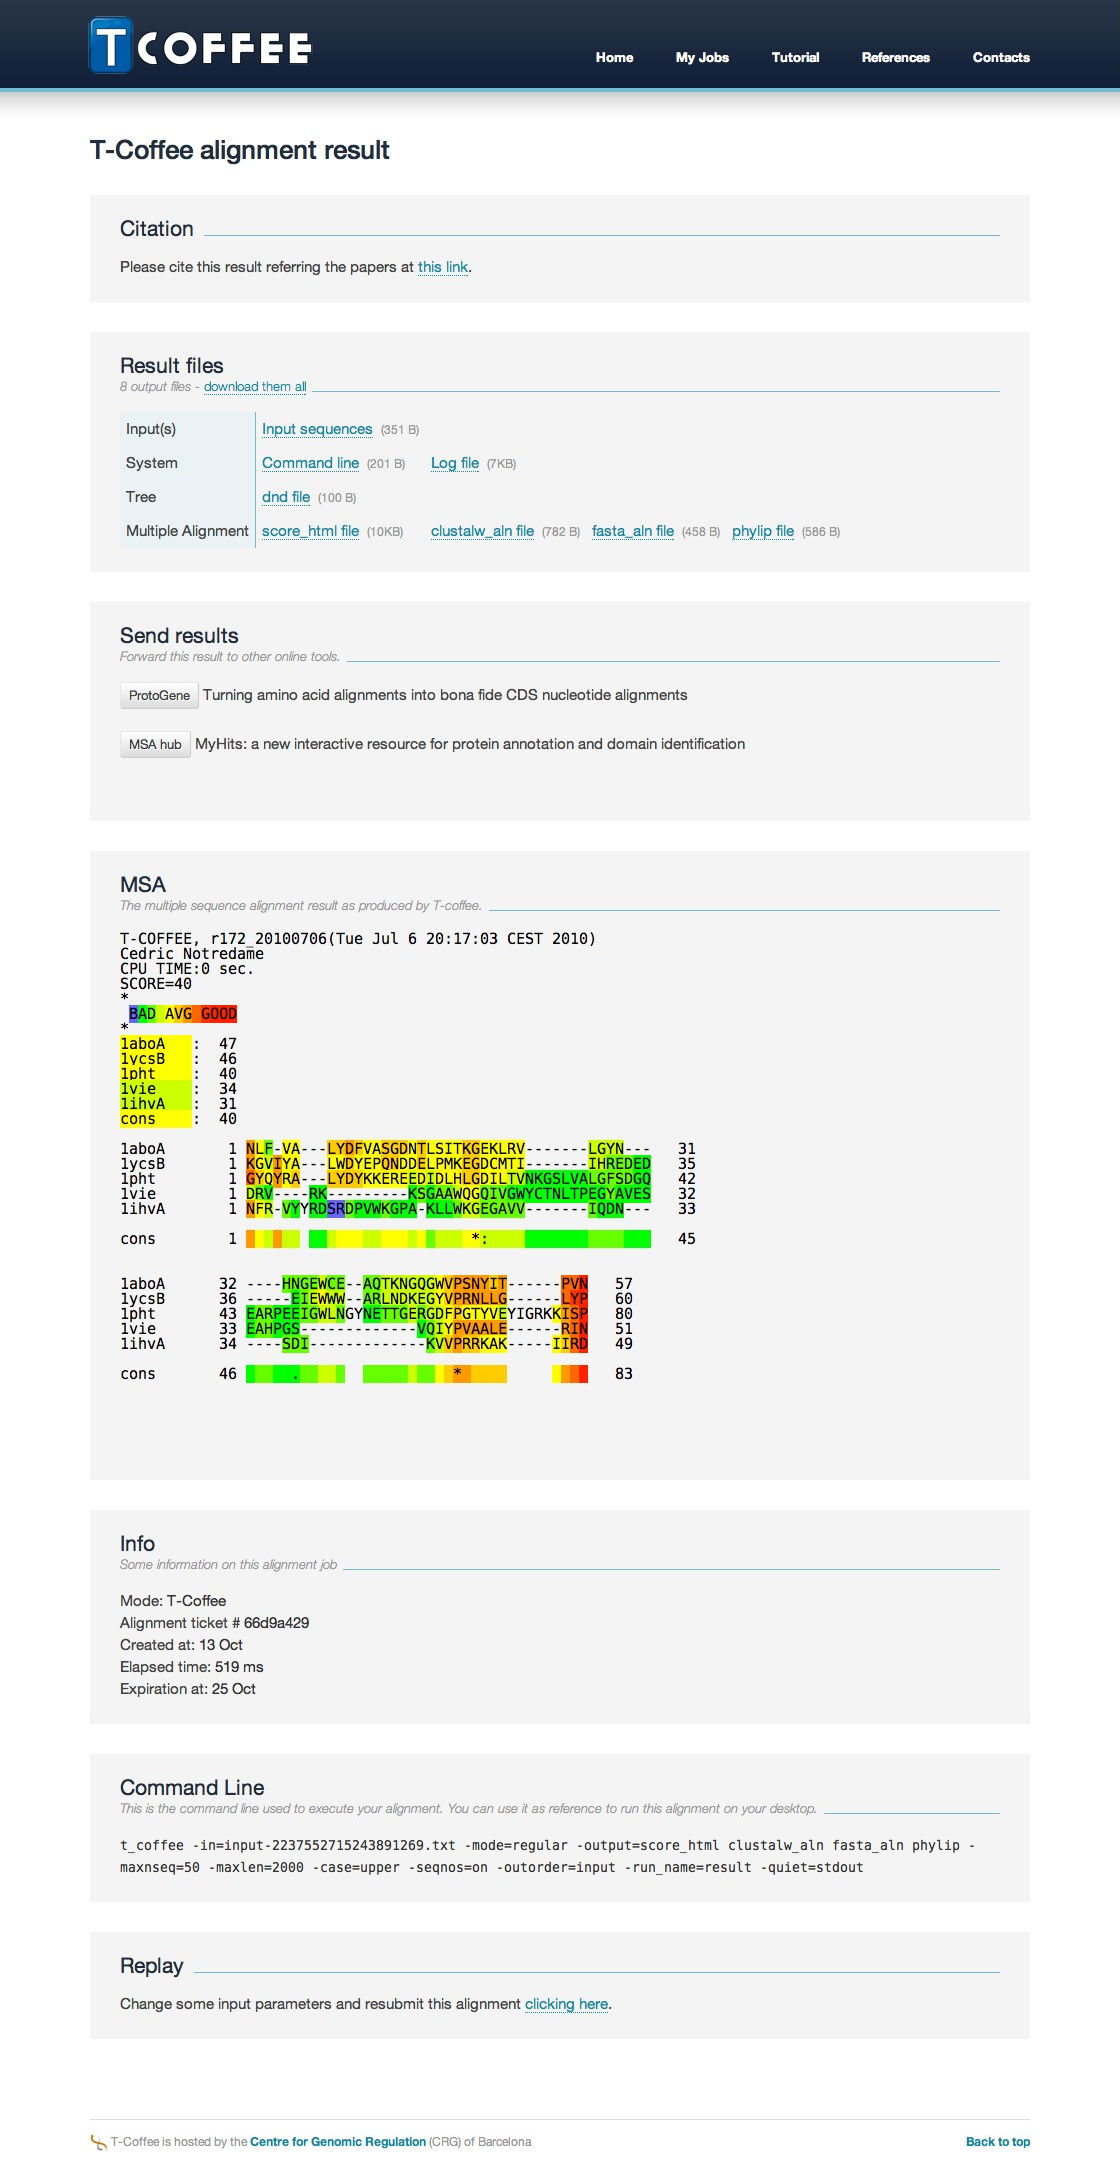 T COFFEE
Home My Jobs Tutorial References Contacts
T-Coffee alignment result
Citation
Please cite this result referring the papers at this link.
Result files
8 output files - download them all
Input(s) Input sequences (351 B)
System Command line (201 B) Log file (7KB)
Tree dnd file (100 B)
Multiple Alignment score_html file (10KB) clustalw_aln file (782 B) fasta_aln file (458 B) phylip file (586 B)
Send results
Forward this result to other online tools.
ProtoGene Turning amino acid alignments into bona fide CDS nucleotide alignments
MSA hub MyHits: a new interactive resource for protein annotation and domain identification
MSA
The multiple sequence alignment result as produced by T-coffee.
T-COFFEE, r172_20100706(Tue Jul 6 20:17:03 CEST 2010)
Cedric Notredame
CPU TIME:0 sec.
SCORE=40
*
BAD AVG GOOD
*
1aboA : 47
1ycsB : 46
1pht : 40
1vie : 34
1ihvA : 31
cons : 40
1aboA 1 NLF-VA---LYDFVASGDNTLSITKGEKLRV-------LGYN--- 31
1ycsB 1 KGVIYA---LWDYEPQNDDELPMKEGDCMTI-------IHREDED 35
1pht 1 GYQYRA---LYDYKKEREEDIDLHLGDILTVNKGSLVALGFSDGQ 42
1vie 1 DRV----RK---------KSGAAWQGQIVGWYCTNLTPEGYAVES 32
1ihvA 1 NFR-VYYRDSRDPVWKGPA-KLLWKGEGAVV-------IQDN--- 33
cons 1 *: 45
1aboA 32 ----HNGEWCE--AQTKNGQGWVPSNYIT------PVN 57
1ycsB 36 -----EIEWWW--ARLNDKEGYVPRNLLG------LYP 60
1pht 43 EARPEEIGWLNGYNETTGERGDFPGTYVEYIGRKKISP 80
1vie 33 EAHPGS-------------VQIYPVAALE------RIN 51
1ihvA 34 ----SDI-------------KVVPRRKAK-----IIRD 49
cons 46 . * 83
Info
Some information on this alignment job
Mode: T-Coffee
Alignment ticket # 66d9a429
Created at: 13 Oct
Elapsed time: 519 ms
Expiration at: 25 Oct
Command Line
This is the command line used to execute your alignment. You can use it as reference to run this alignment on your desktop.
t_coffee -in=input-2237552715243891269.txt -mode=regular -output=score_html clustalw_aln fasta_aln phylip -
maxnseq=50 -maxlen=2000 -case=upper -seqnos=on -outorder=input -run_name=result -quiet=stdout
Replay
Change some input parameters and resubmit this alignment clicking here.
T-Coffee is hosted by the Centre for Genomic Regulation (CRG) of Barcelona Back to top